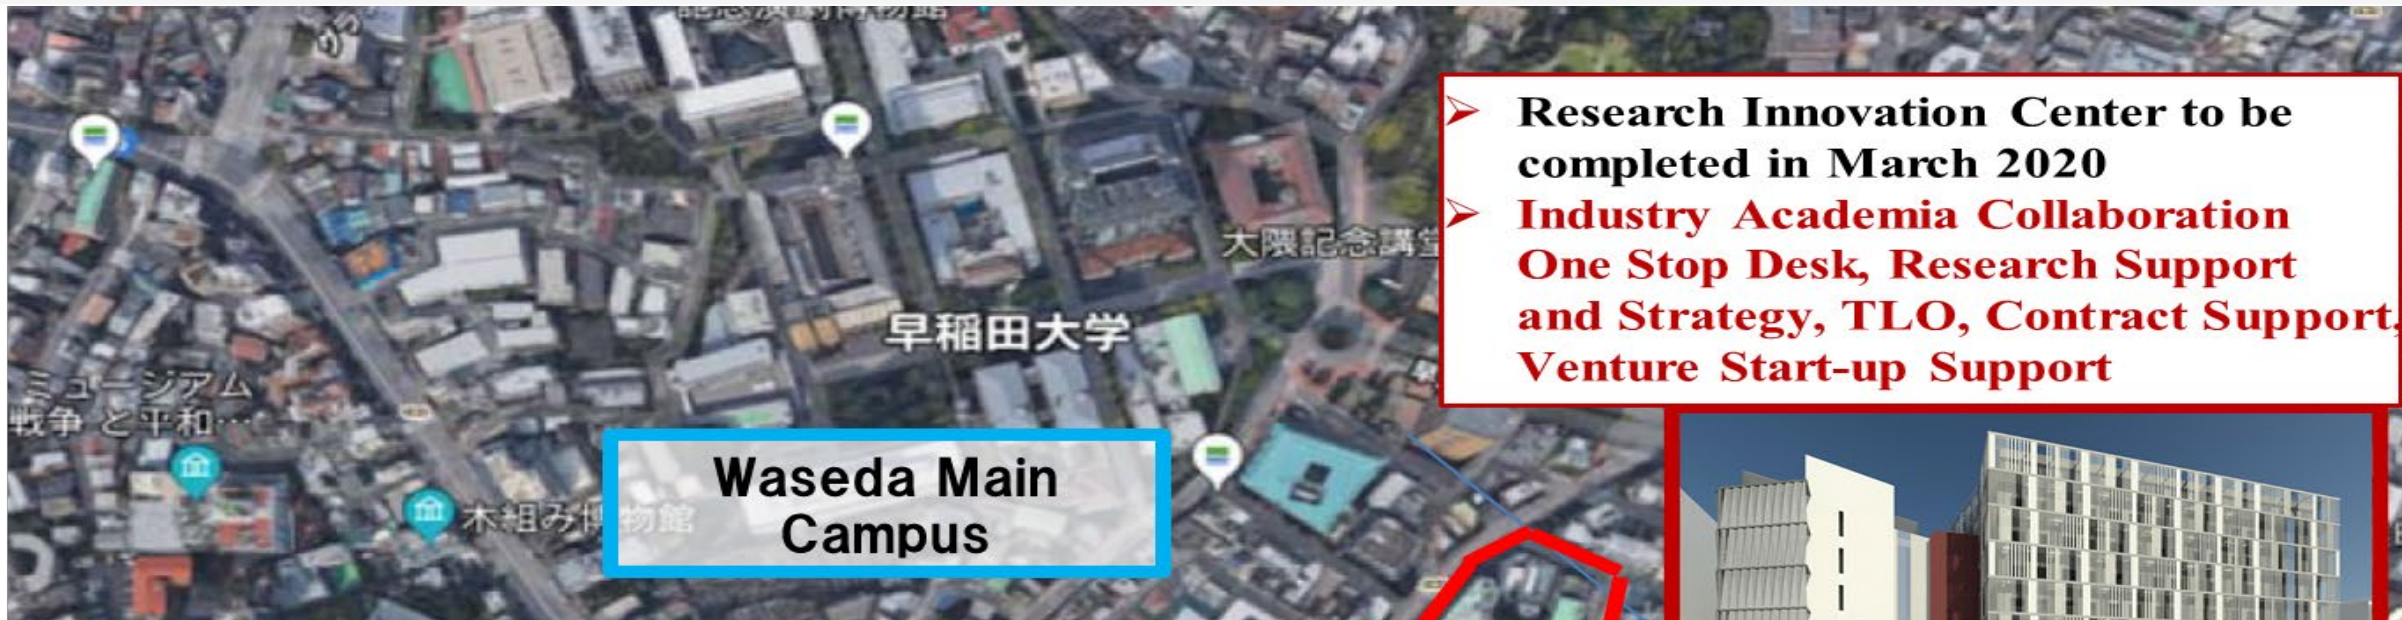 Research Innovation Center to be
completed in March 2020
Industry Academia Collaboration
One Stop Desk, Research Support
and Strategy, TLO, Contract Support,
Venture Start-up Support
大隈記念講堂
早稲田大学
ミュージアム
戦争と平和…
木組み博物館
Waseda Main
Campus